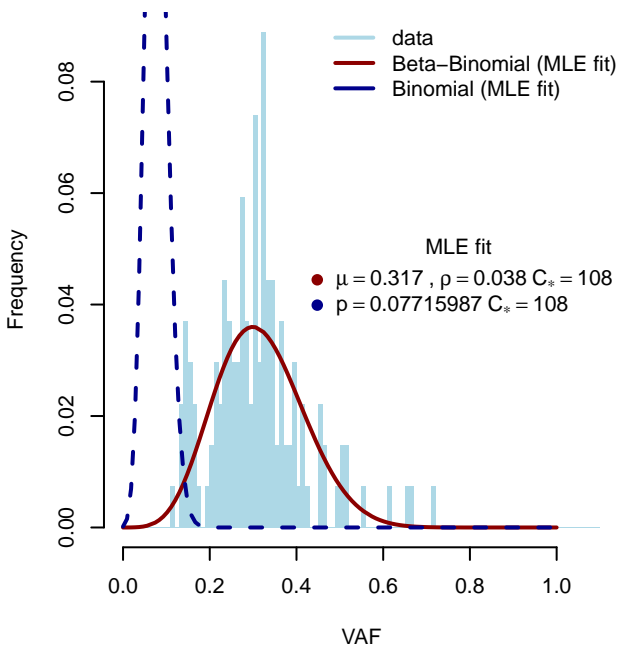 data
Beta−Binomial (MLE fit)
Binomial (MLE fit)
MLE fit
μ = 0.317 , ρ = 0.038 C* = 108
p = 0.07715987 C* = 108
Frequency
0.08
0.06
0.04
0.02
0.00
0.0 0.2 0.4 0.6 0.8 1.0
VAF